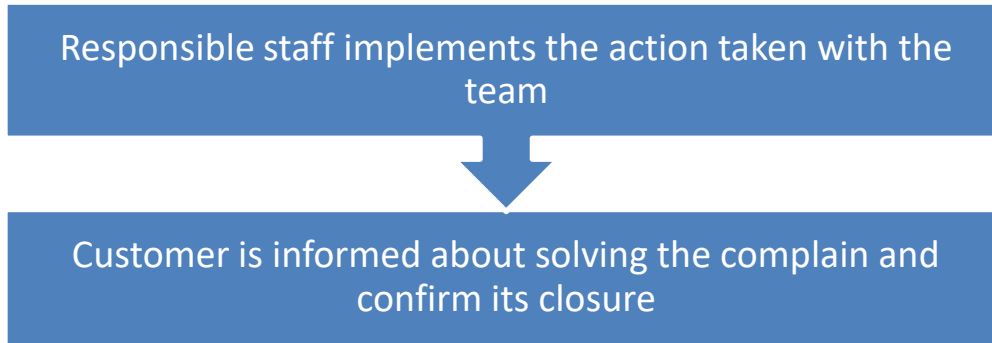 Responsible staff implements the action taken with the
team
Customer is informed about solving the complain and
confirm its closure